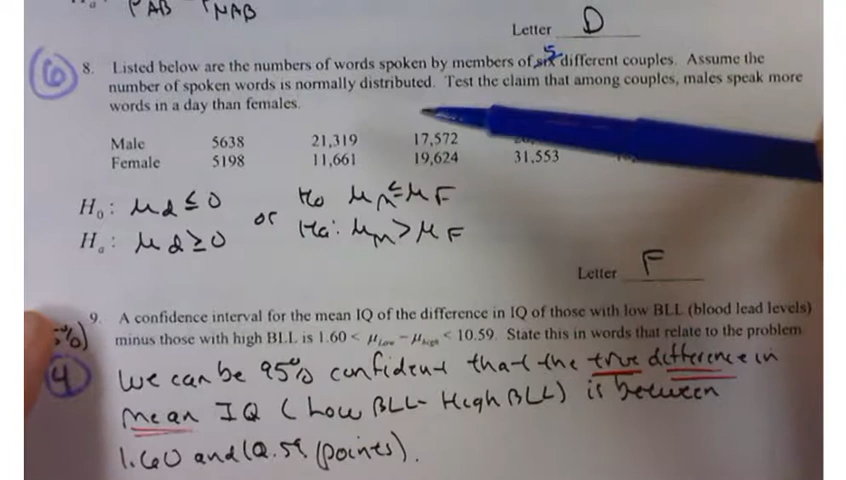 H : μAB - μNAB
Letter D
6
8. Listed below are the numbers of words spoken by members of six 5 different couples. Assume the
number of spoken words is normally distributed. Test the claim that among couples, males speak more
words in a day than females.
Male 5638 21,319 17,572
Female 5198 11,661 19,624 31,553
H₀: μd ≤ 0 or Ho μm ≤ μF
Hₐ: μd ≥ 0 Ha: μm > μF
Letter F
9. A confidence interval for the mean IQ of the difference in IQ of those with low BLL (blood lead levels)
minus those with high BLL is 1.60 < μLow − μhigh < 10.59. State this in words that relate to the problem
%)
4
We can be 95% confident that the true difference in
mean IQ (Low BLL- High BLL) is between
1.60 and 10.59 (points).